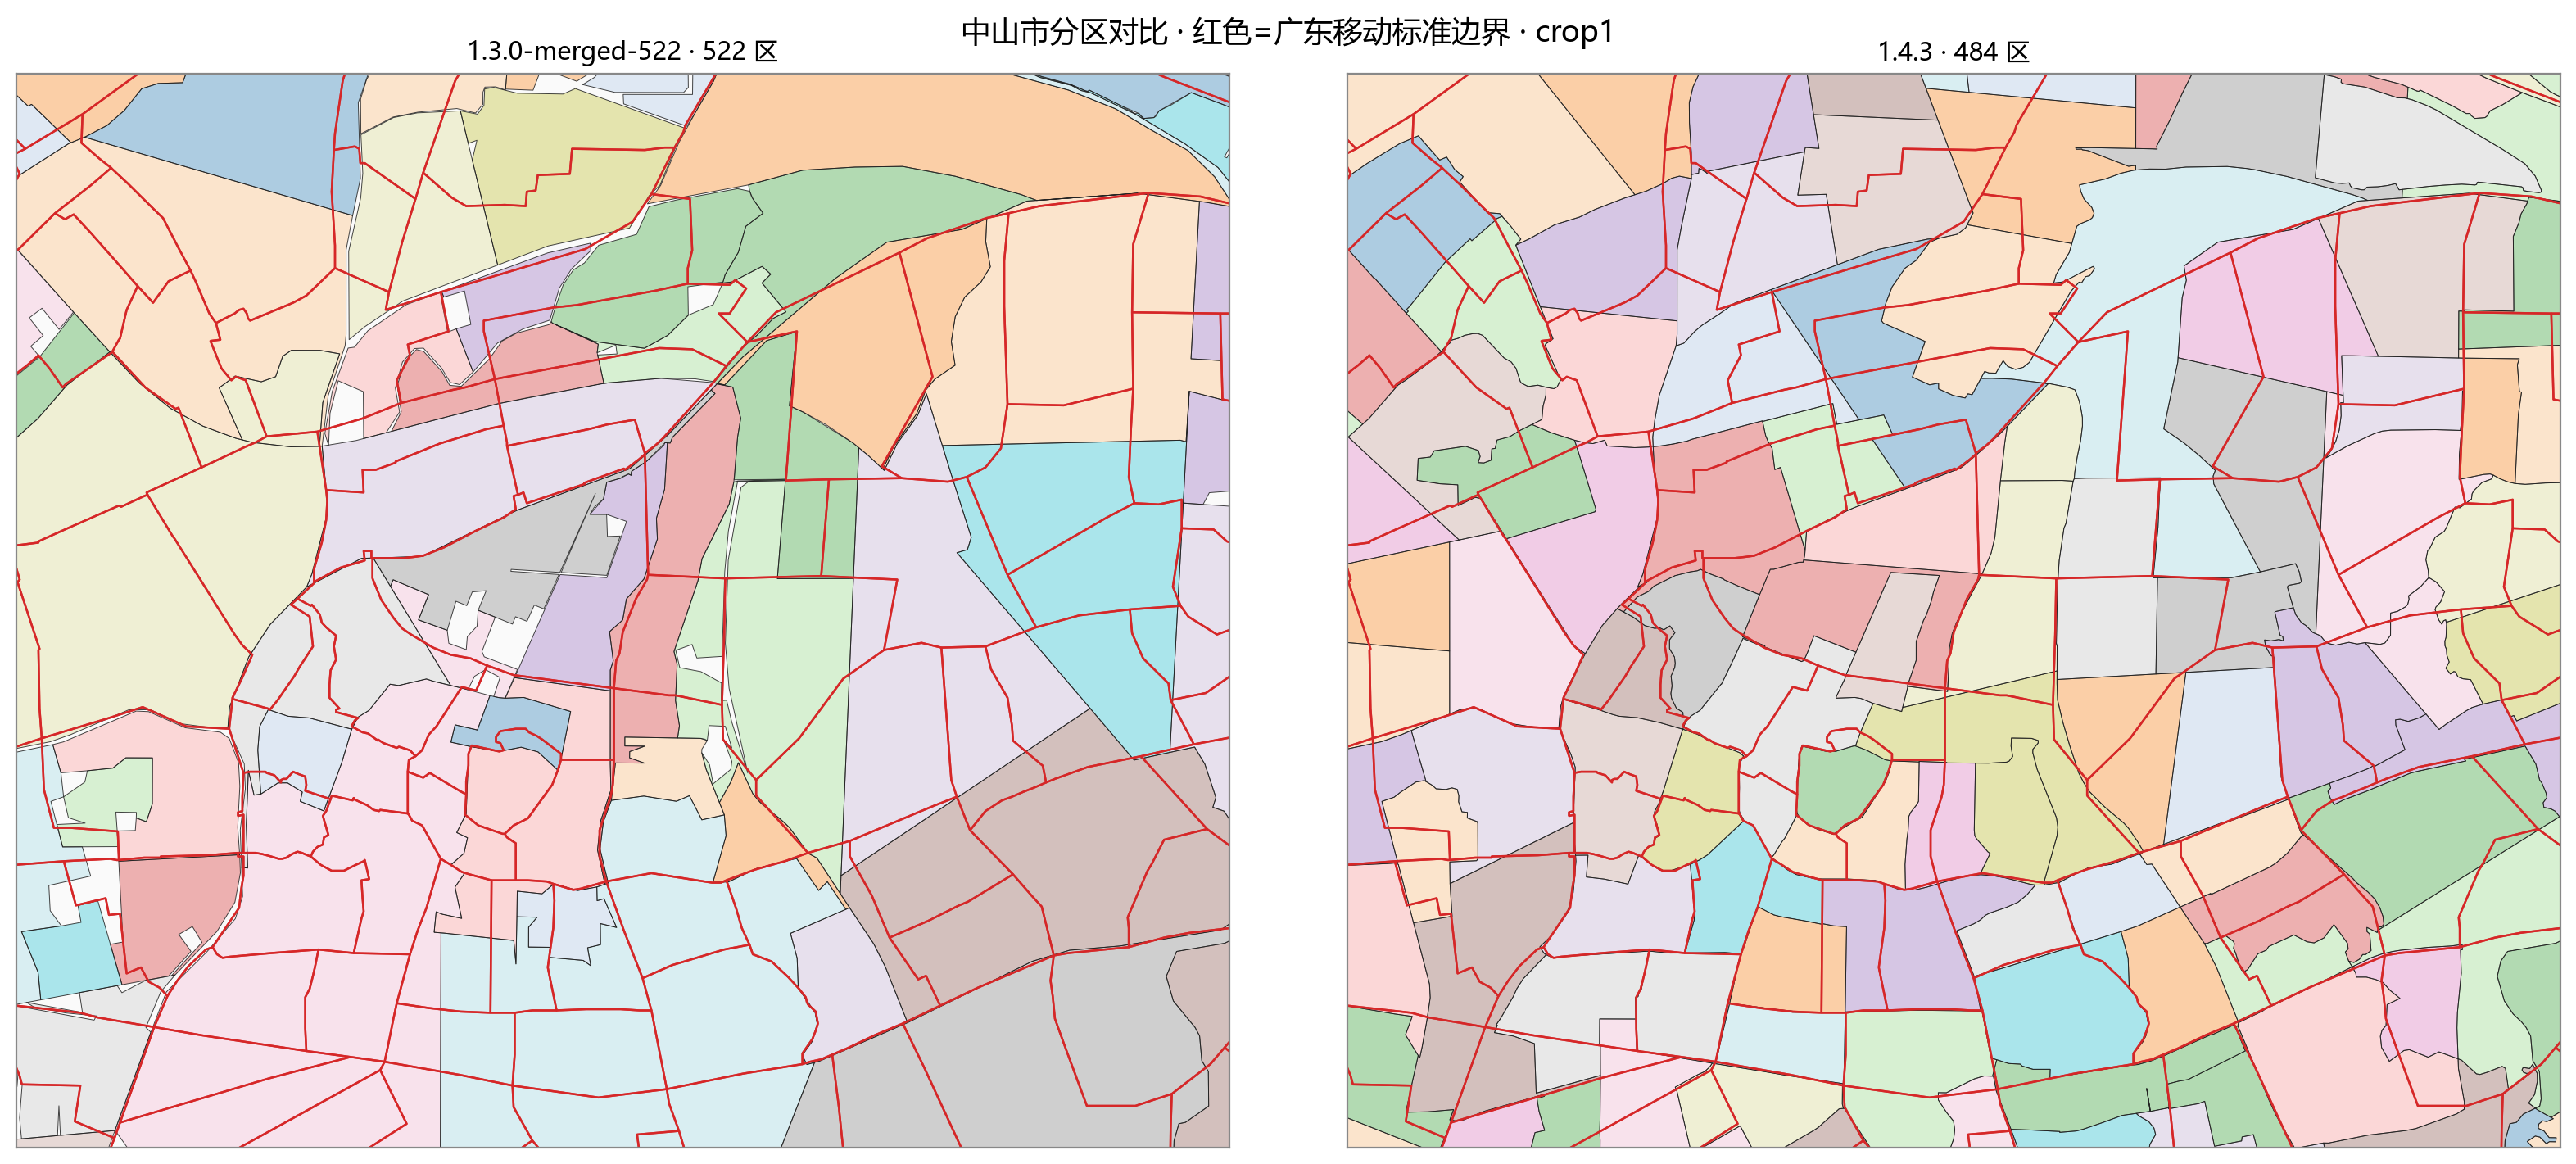 中山市分区对比 · 红色=广东移动标准边界 · crop1
1.3.0-merged-522 · 522 区
1.4.3 · 484 区